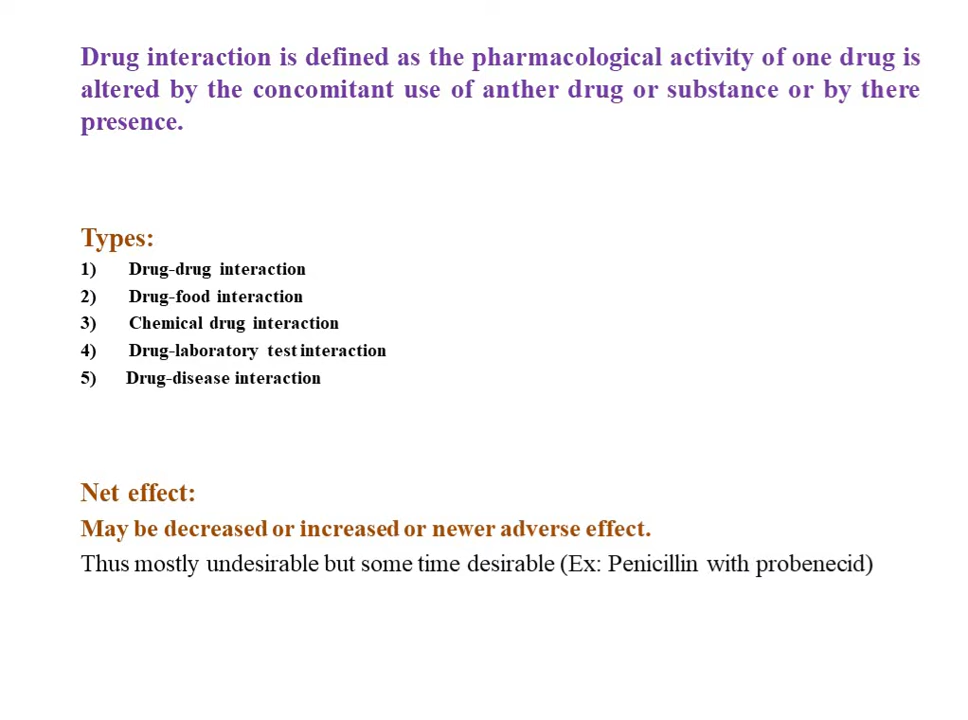 Drug interaction is defined as the pharmacological activity of one drug is
altered by the concomitant use of anther drug or substance or by there
presence.
Types:
1) Drug-drug interaction
2) Drug-food interaction
3) Chemical drug interaction
4) Drug-laboratory test interaction
5) Drug-disease interaction
Net effect:
May be decreased or increased or newer adverse effect.
Thus mostly undesirable but some time desirable (Ex: Penicillin with probenecid)